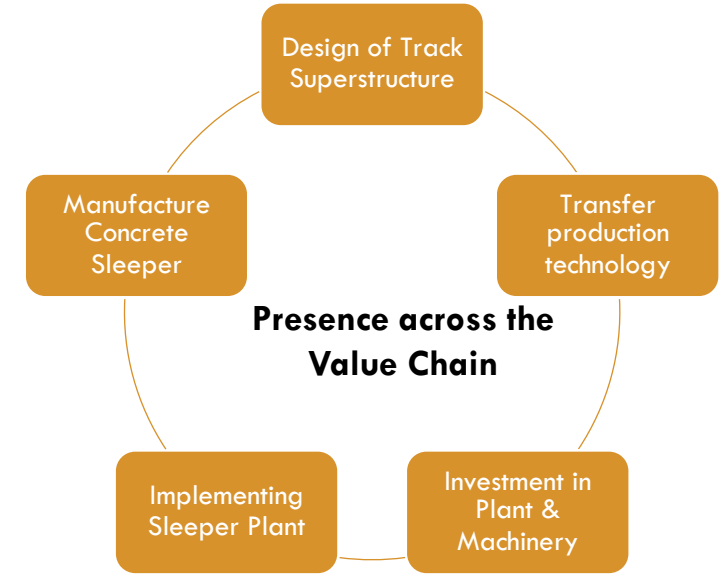 Design of Track
Superstructure
Transfer
production
technology
Investment in
Plant &
Machinery
Implementing
Sleeper Plant
Manufacture
Concrete
Sleeper
Presence across the
Value Chain